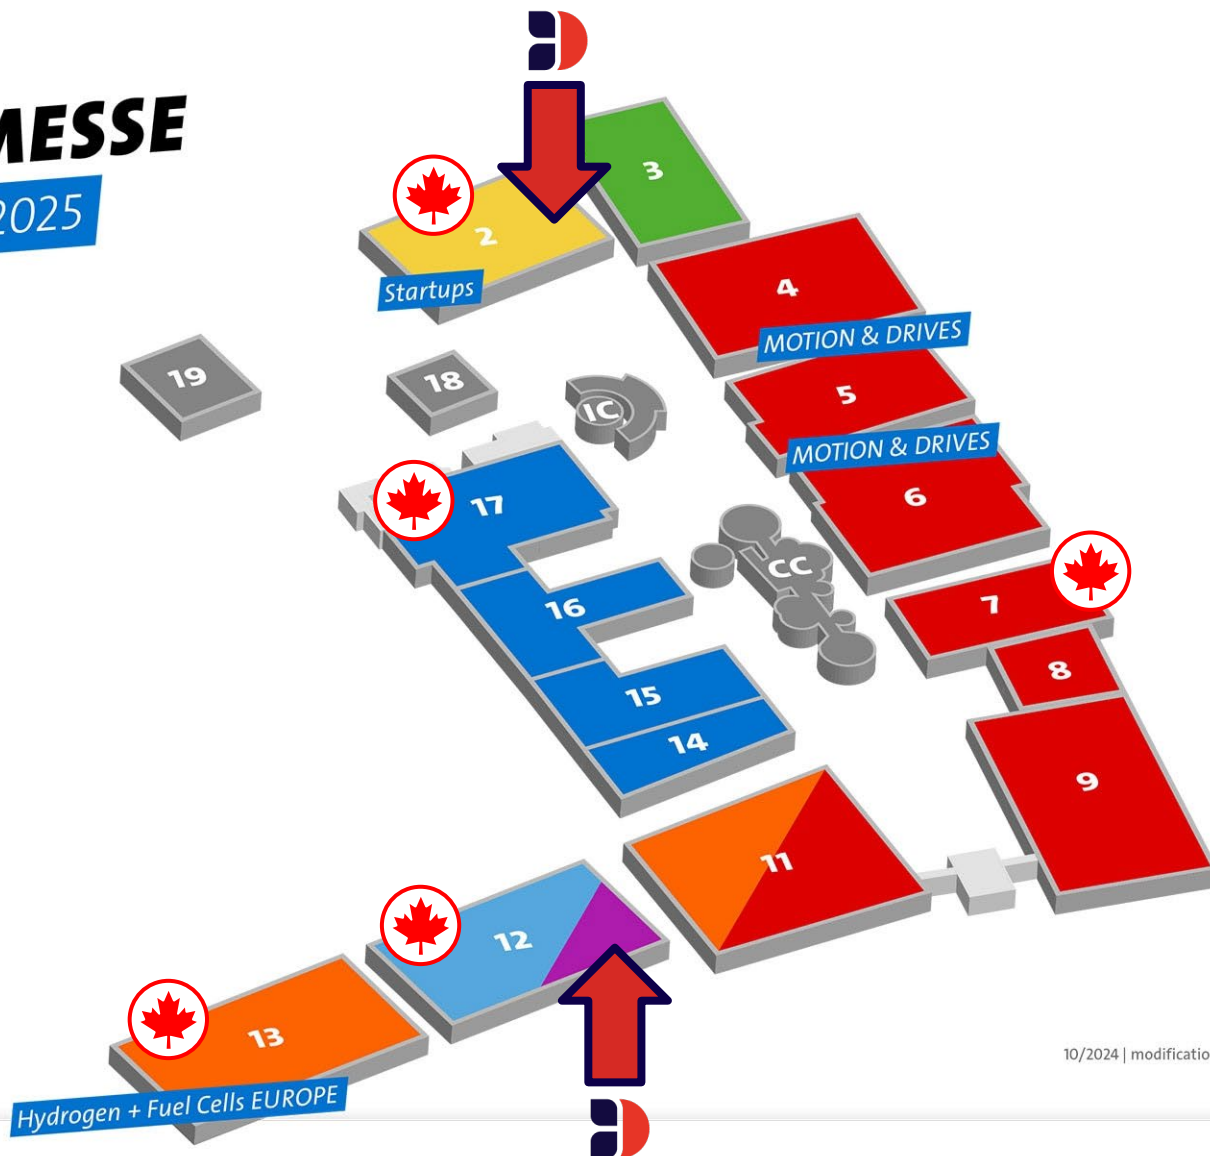 MESSE
2025
3
2
Startups
4
MOTION & DRIVES
19
18
IC
5
MOTION & DRIVES
17
6
CC
16
7
8
15
14
9
11
12
13
10/2024 | modificatio
Hydrogen + Fuel Cells EUROPE